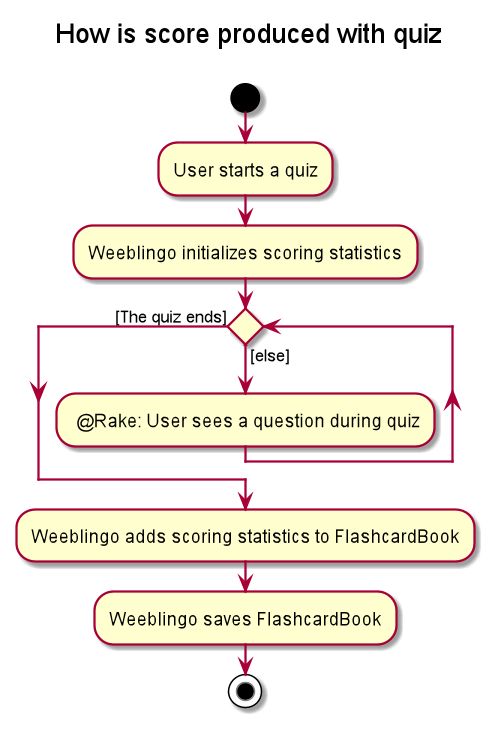 How is score produced with quiz
User starts a quiz
Weeblingo initializes scoring statistics
[The quiz ends]
[else]
@Rake: User sees a question during quiz
Weeblingo adds scoring statistics to FlashcardBook
Weeblingo saves FlashcardBook